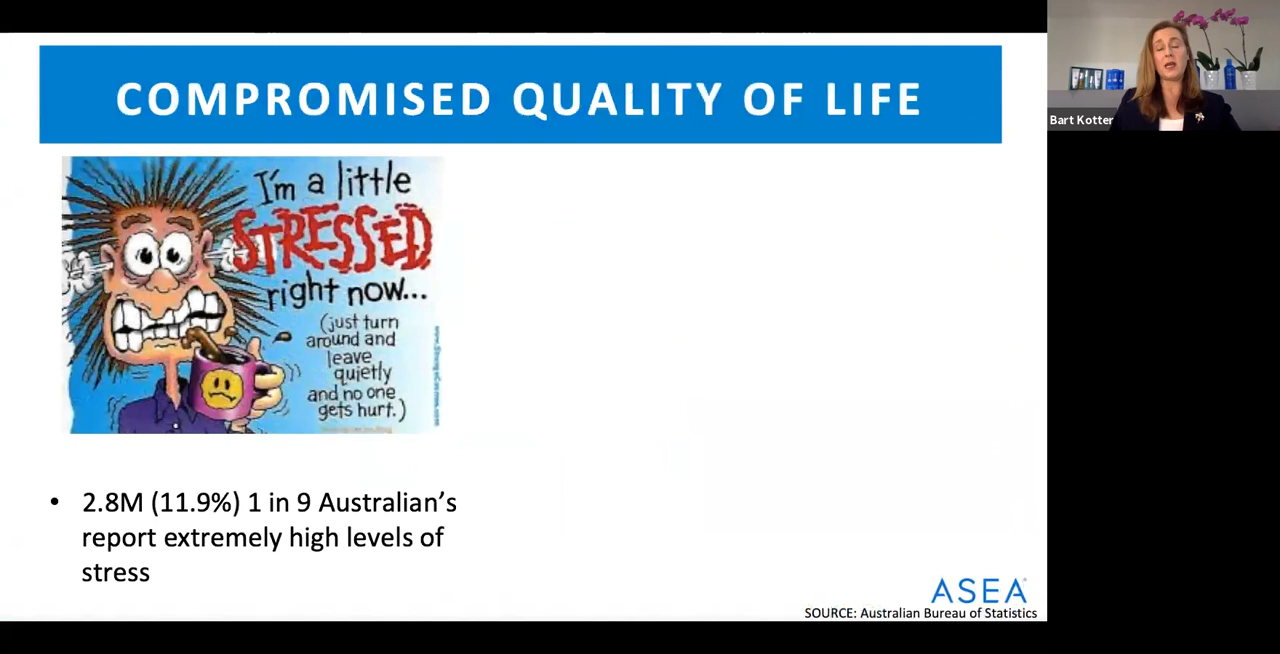 COMPROMISED QUALITY OF LIFE
Bart Kotter
I'm a little
STRESSED
right now...
(just turn
around and
leave
quietly
and no one
gets hurt.)
• 2.8M (11.9%) 1 in 9 Australian's
report extremely high levels of
stress
ASEA
SOURCE: Australian Bureau of Statistics